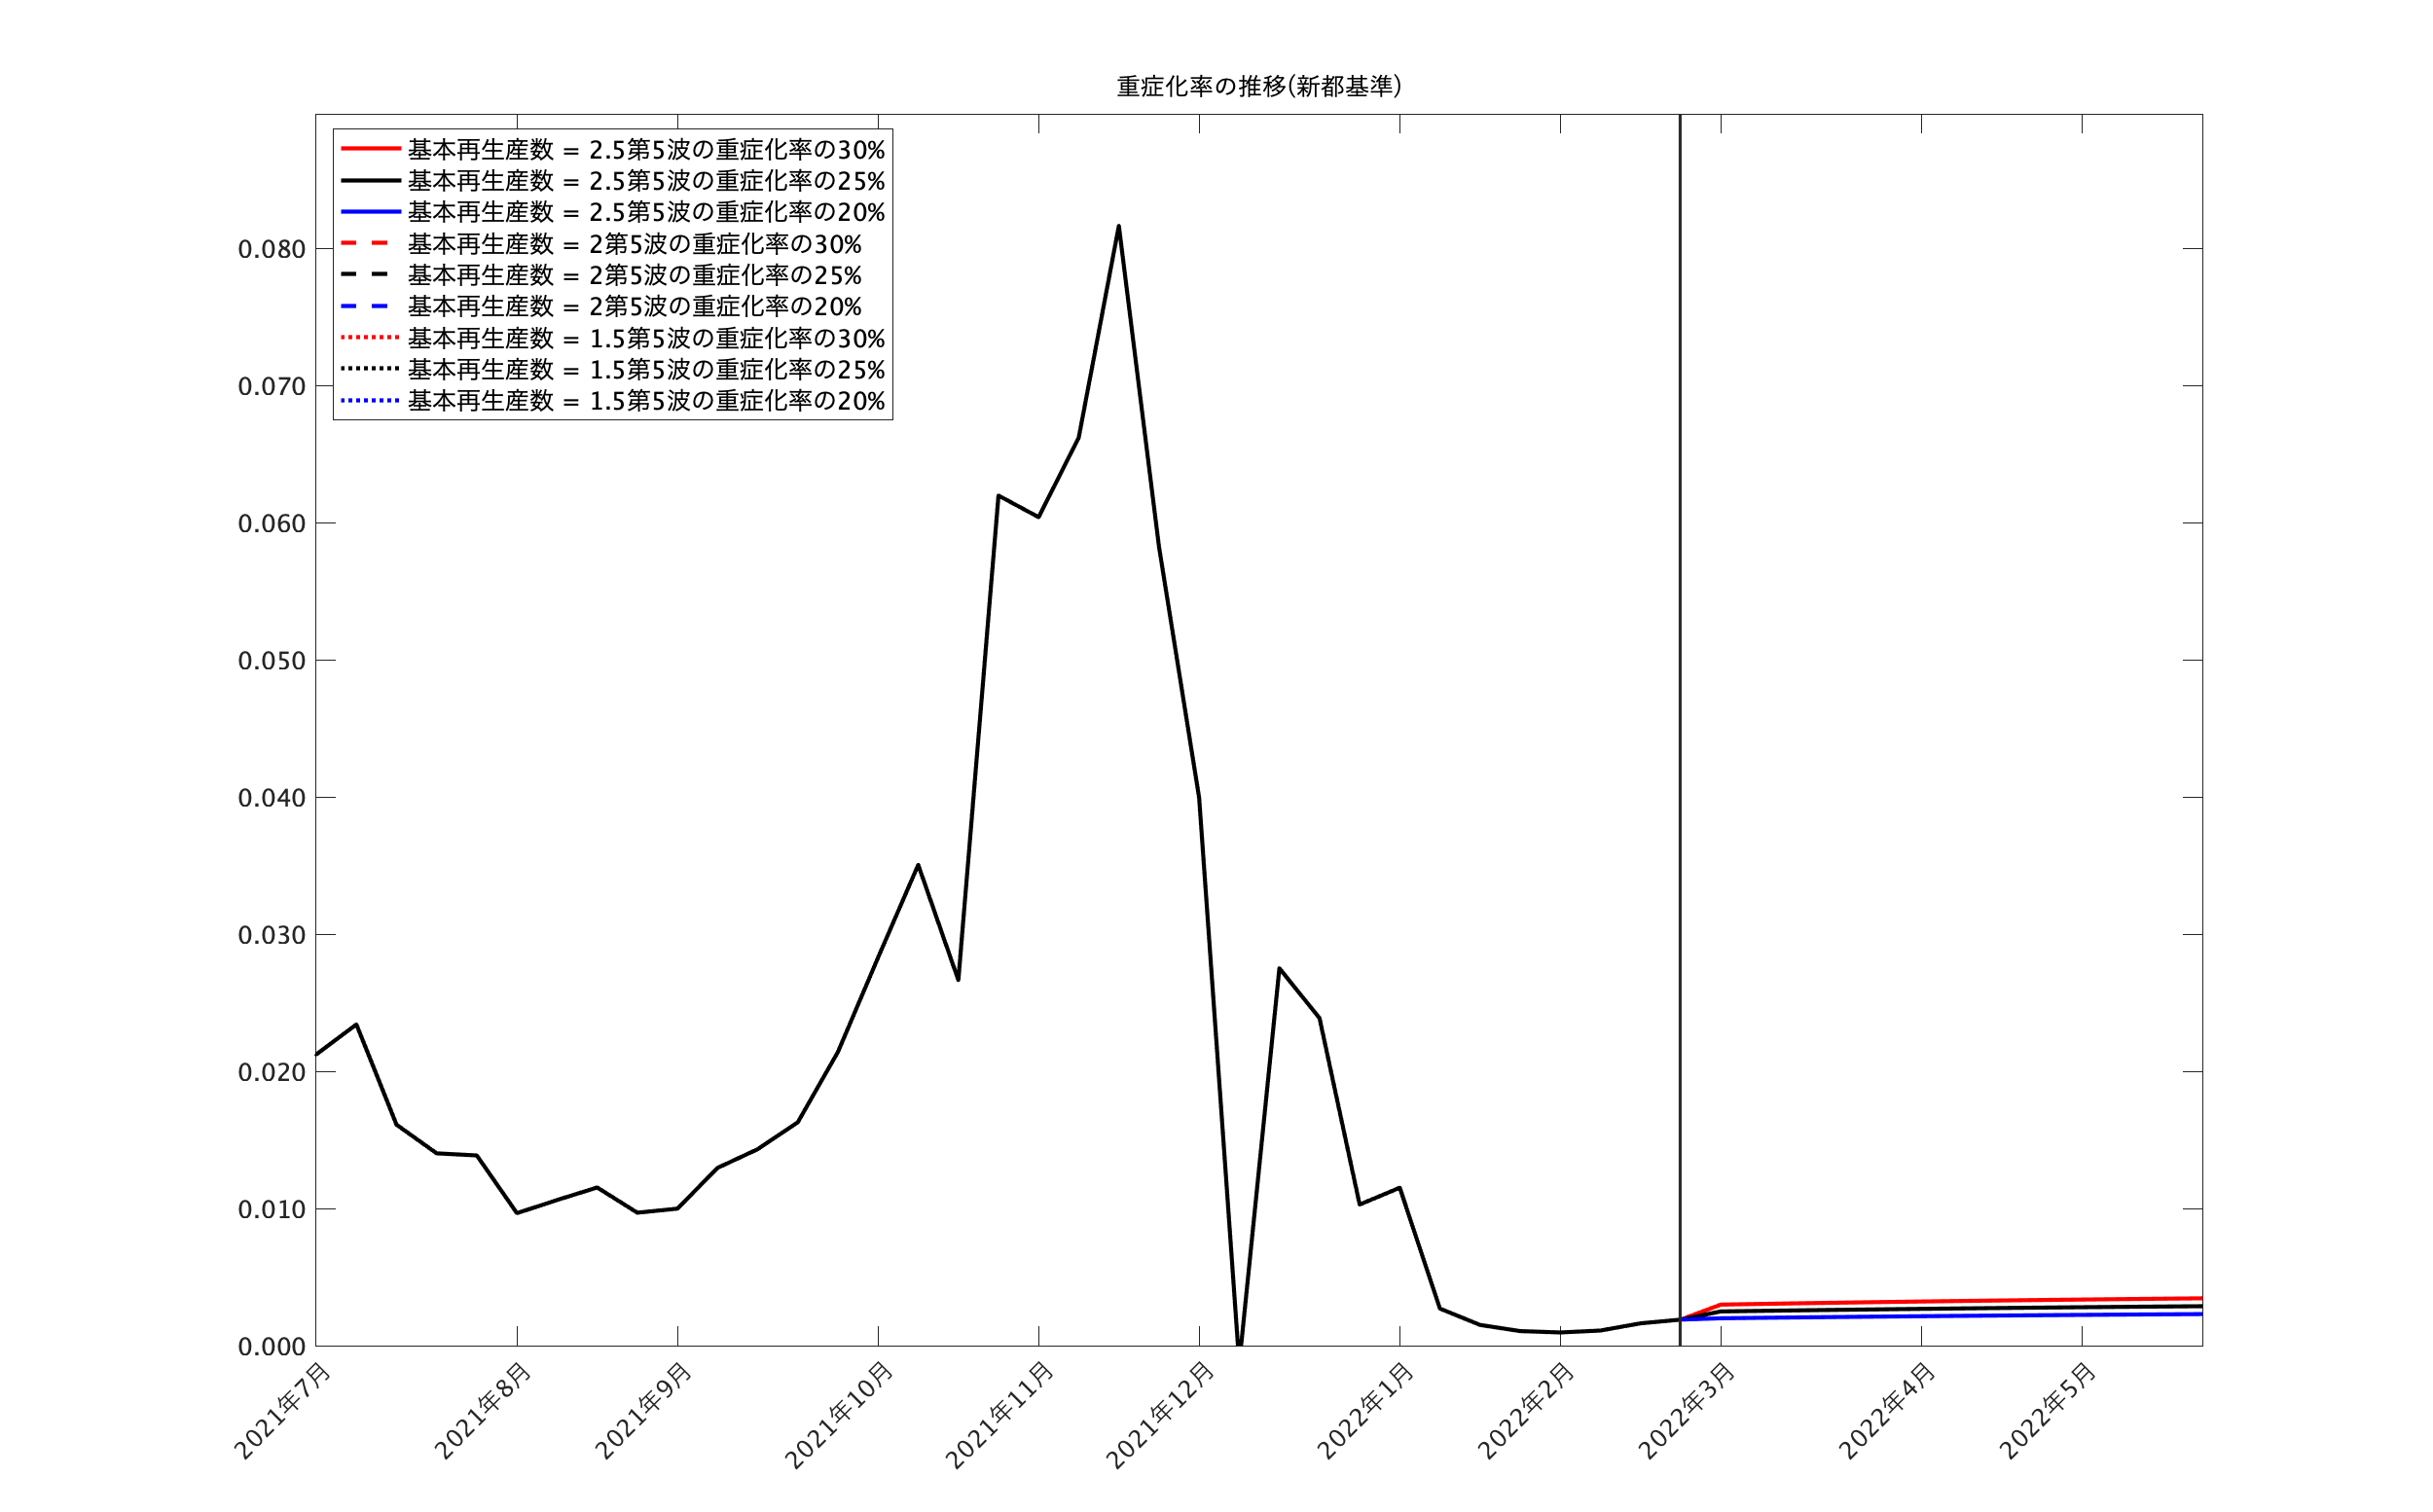 重症化率の推移(新都基準)
基本再生産数 = 2.5第5波の重症化率の30%
基本再生産数 = 2.5第5波の重症化率の25%
基本再生産数 = 2.5第5波の重症化率の20%
基本再生産数 = 2第5波の重症化率の30%
基本再生産数 = 2第5波の重症化率の25%
基本再生産数 = 2第5波の重症化率の20%
基本再生産数 = 1.5第5波の重症化率の30%
基本再生産数 = 1.5第5波の重症化率の25%
基本再生産数 = 1.5第5波の重症化率の20%
0.080
0.070
0.060
0.050
0.040
0.030
0.020
0.010
0.000
2021年7月
2021年8月
2021年9月
2021年10月
2021年11月
2021年12月
2022年1月
2022年2月
2022年3月
2022年4月
2022年5月